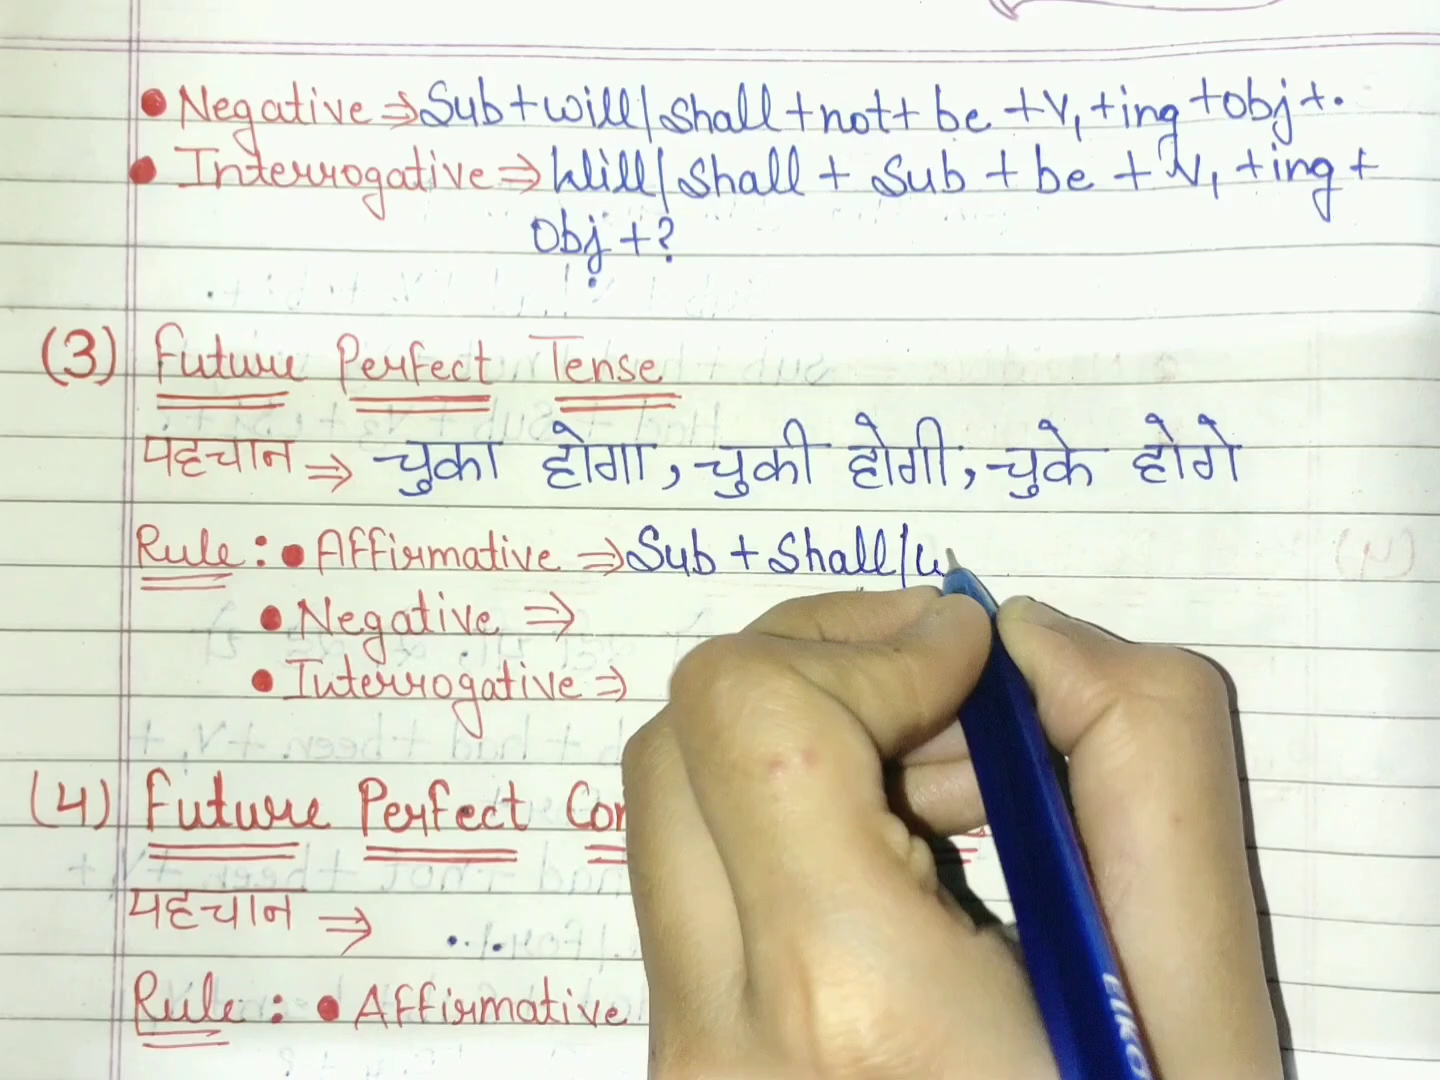 • Negative ⇒ Sub + will/shall + not + be + V₁ + ing + obj + .
• Interrogative ⇒ Will/shall + Sub + be + V₁ + ing +
Obj + ?
(3) Future Perfect Tense
पहचान ⇒ चुका होगा, चुकी होगी, चुके होगे
Rule : • Affirmative ⇒ Sub + Shall/w
• Negative ⇒
• Interrogative ⇒
(4) Future Perfect Con
पहचान ⇒
Rule : • Affirmative